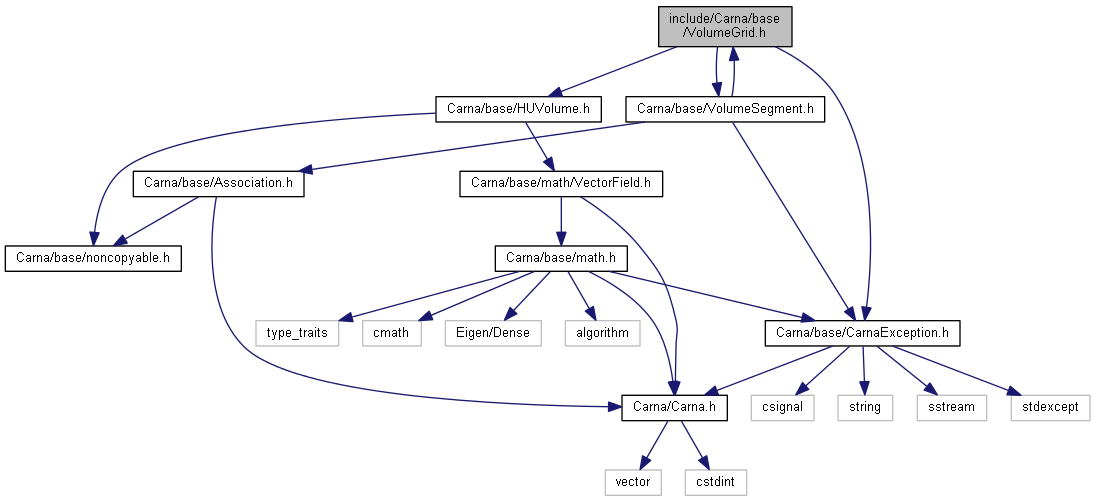 include/Carna/base
/VolumeGrid.h
Carna/base/HUVolume.h
Carna/base/VolumeSegment.h
Carna/base/Association.h
Carna/base/math/VectorField.h
Carna/base/noncopyable.h
Carna/base/math.h
type_traits
cmath
Eigen/Dense
algorithm
Carna/base/CarnaException.h
Carna/Carna.h
csignal
string
sstream
stdexcept
vector
cstdint